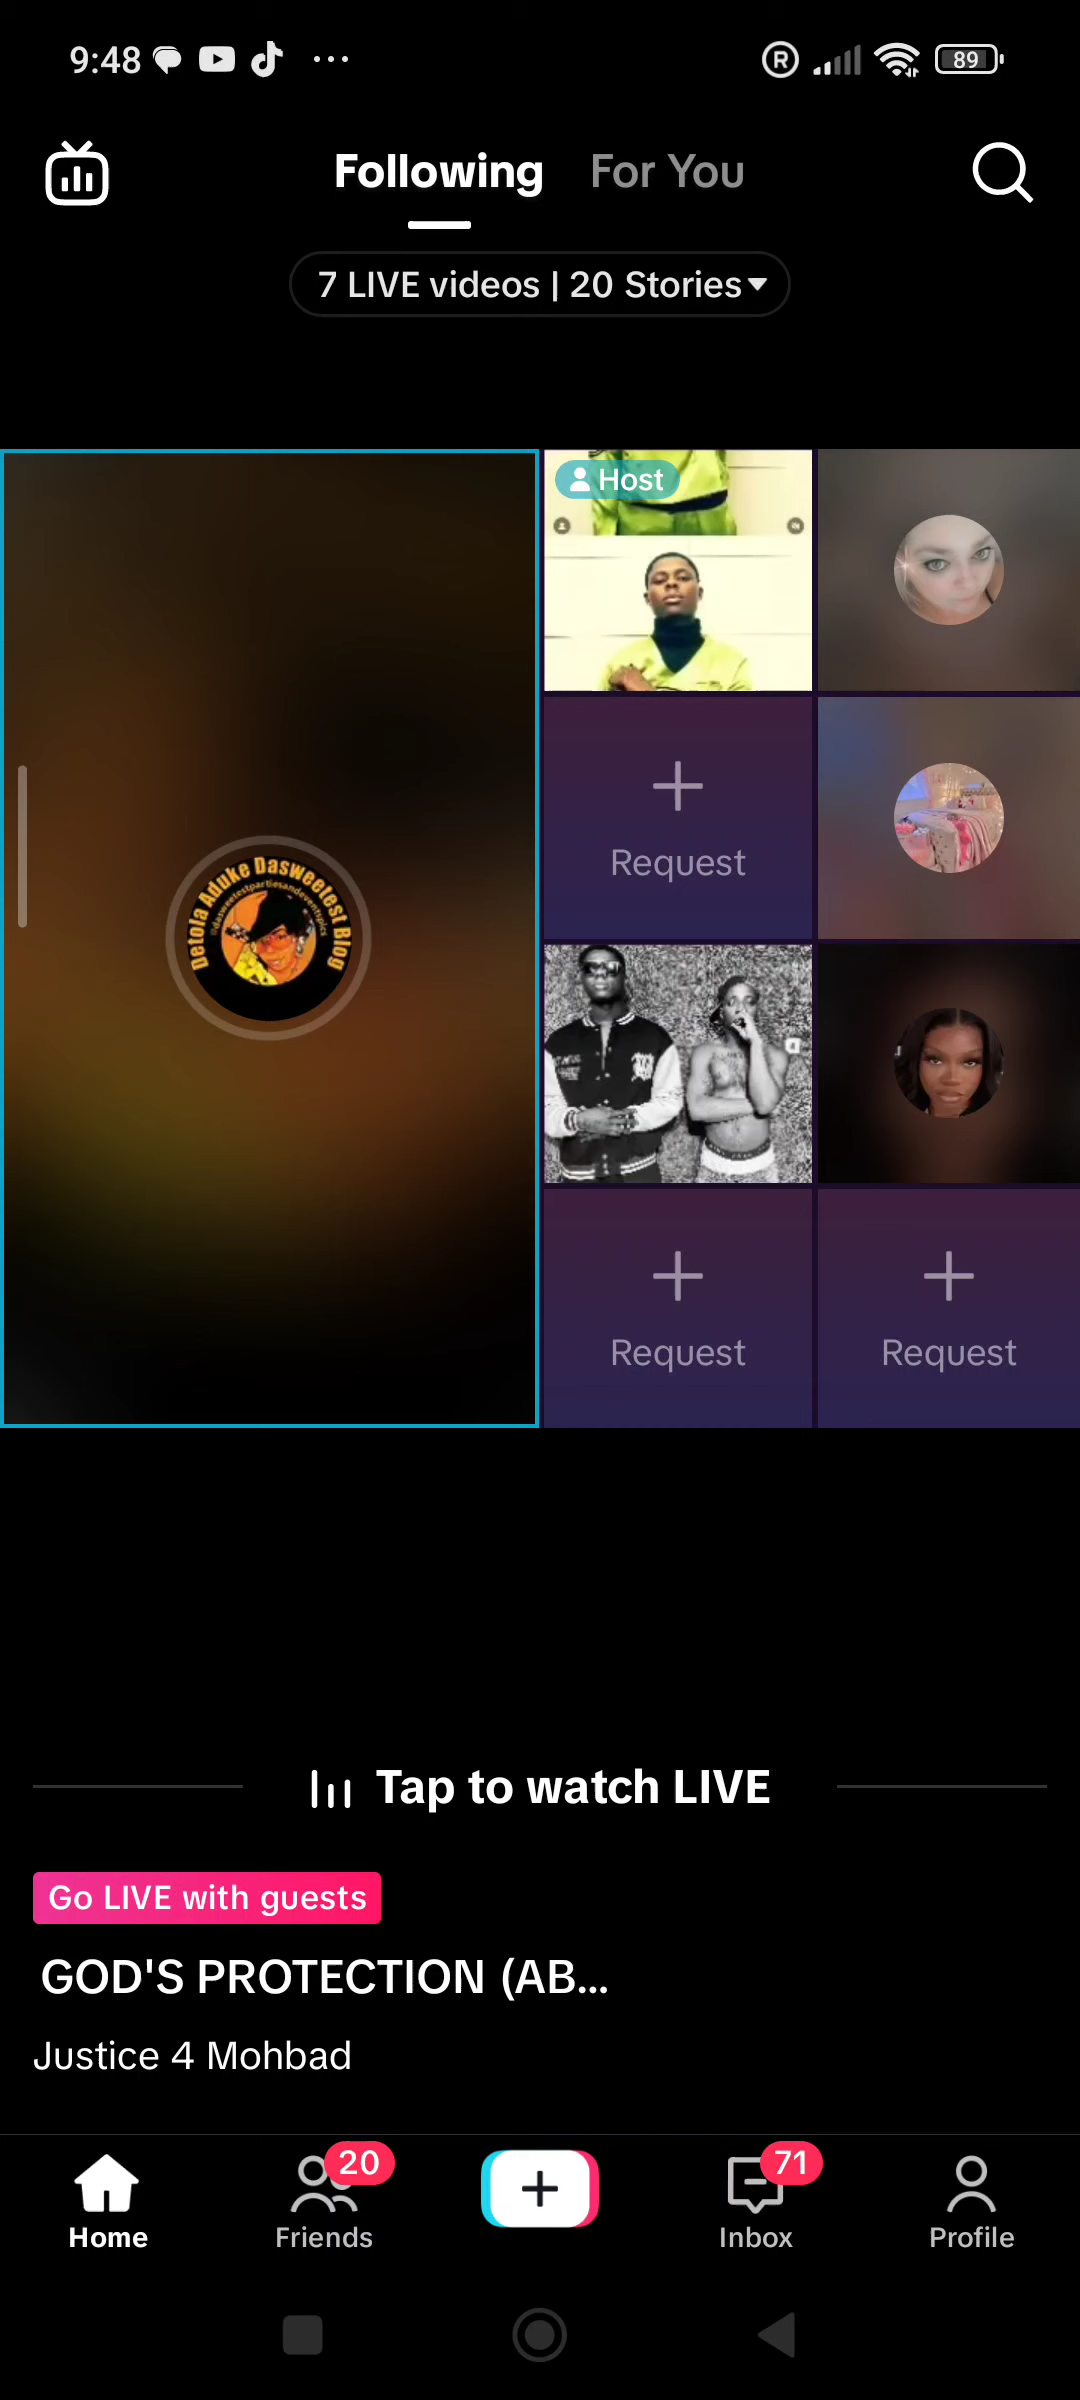 9:48
R
89
Following For You
7 LIVE videos | 20 Stories
Host
Request
Detola Aduke Dasweetest Blog
@dasweetestpartiesandeventspics
Request Request
Tap to watch LIVE
Go LIVE with guests
GOD'S PROTECTION (AB...
Justice 4 Mohbad
20
71
Home Friends Inbox Profile